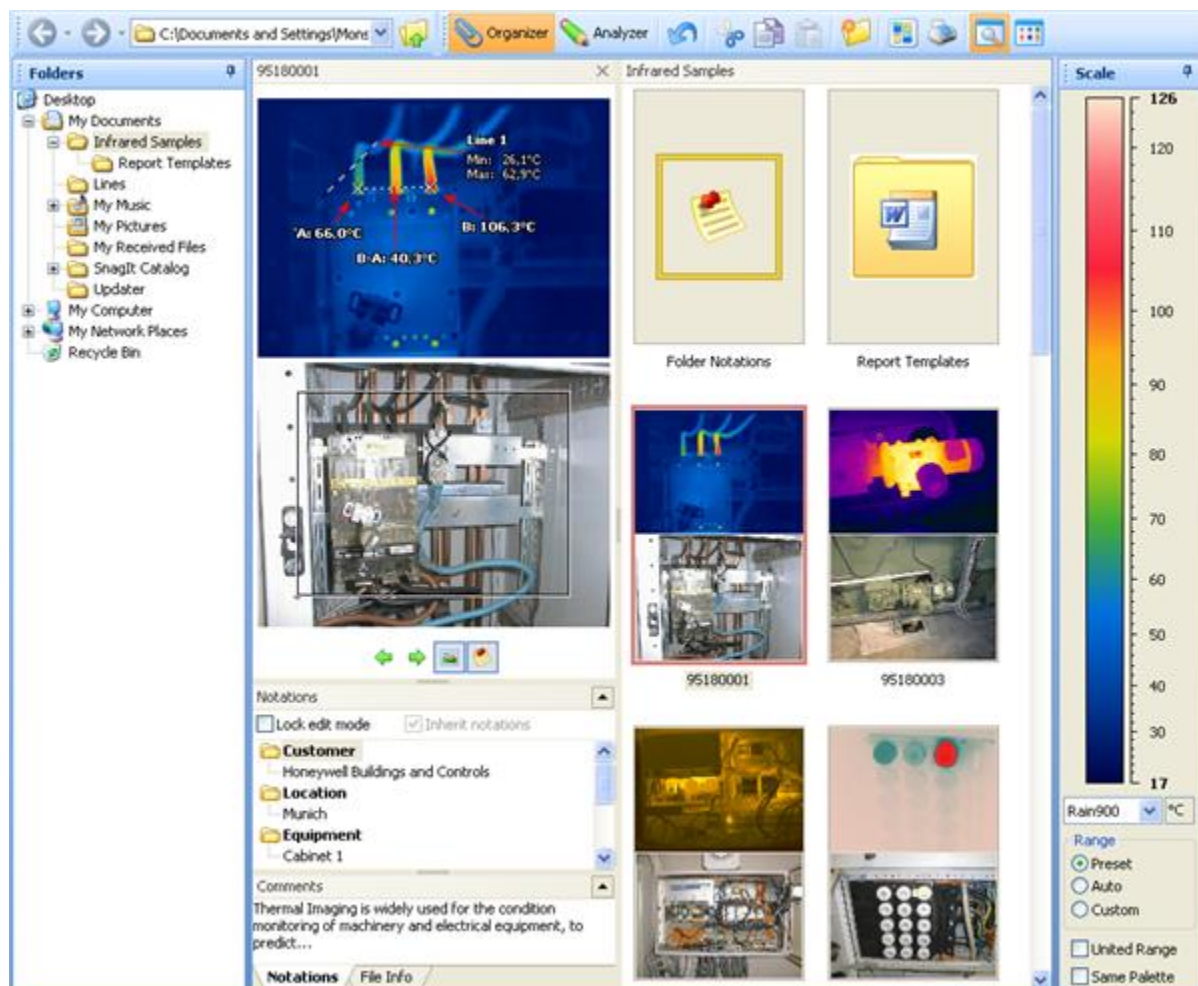 C:\Documents and Settings\Mons
Organizer
Analyzer
Folders
Desktop
My Documents
Infrared Samples
Report Templates
Lines
My Music
My Pictures
My Received Files
SnagIt Catalog
Updater
My Computer
My Network Places
Recycle Bin
95180001
Line 1
Min: 26,1°C
Max: 62,9°C
A: 66,0°C
B: 106,3°C
B-A: 40,3°C
Notations
Lock edit mode
Inherit notations
Customer
Honeywell Buildings and Controls
Location
Munich
Equipment
Cabinet 1
Comments
Thermal Imaging is widely used for the condition
monitoring of machinery and electrical equipment, to
predict...
Notations
File Info
Infrared Samples
Folder Notations
Report Templates
95180001
95180003
Scale
126
120
110
100
90
80
70
60
50
40
30
17
Rain900
°C
Range
Preset
Auto
Custom
United Range
Same Palette